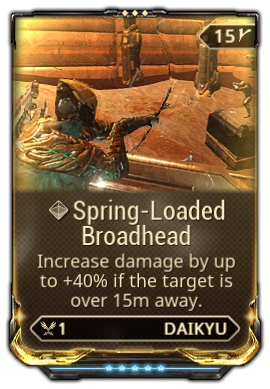 15
Spring-Loaded
Broadhead
Increase damage by up
to +40% if the target is
over 15m away.
1 DAIKYU